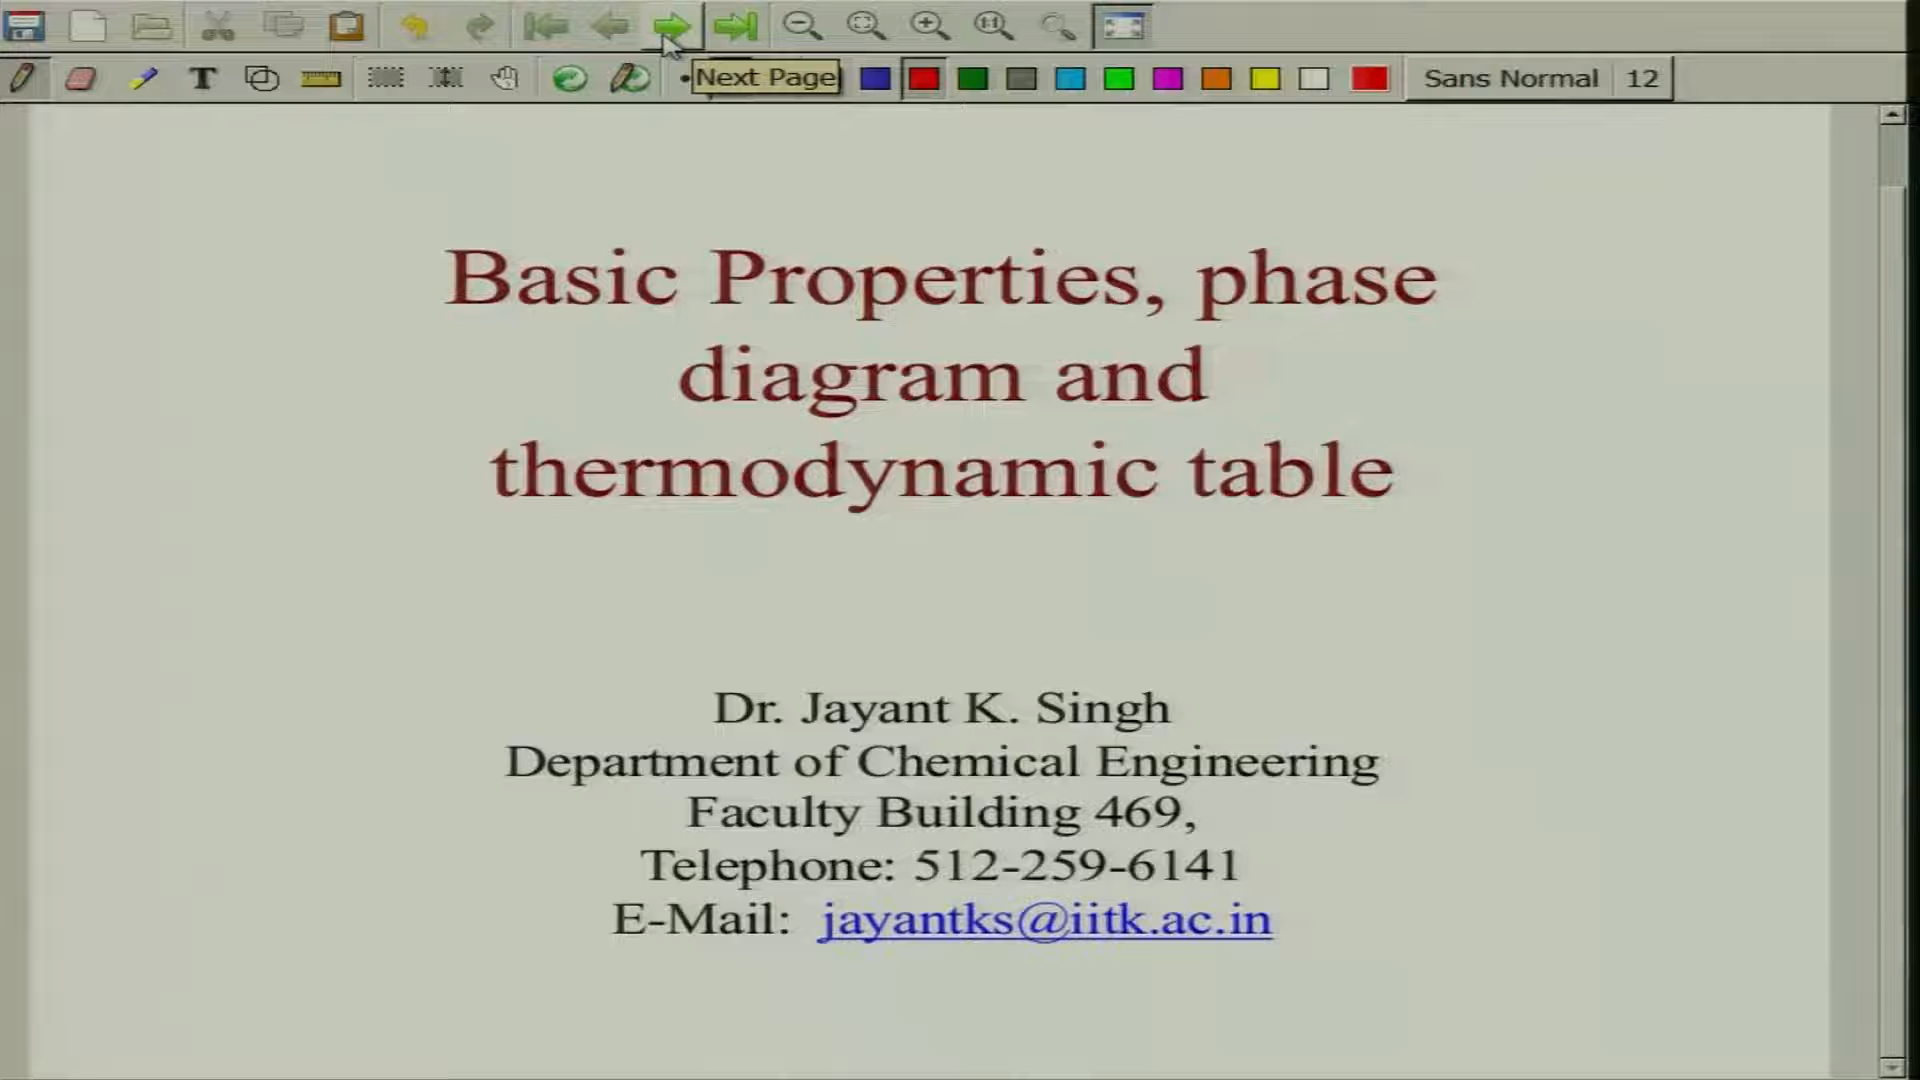 Next Page
Sans Normal 12
Basic Properties, phase
diagram and
thermodynamic table
Dr. Jayant K. Singh
Department of Chemical Engineering
Faculty Building 469,
Telephone: 512-259-6141
E-Mail: jayantks@iitk.ac.in